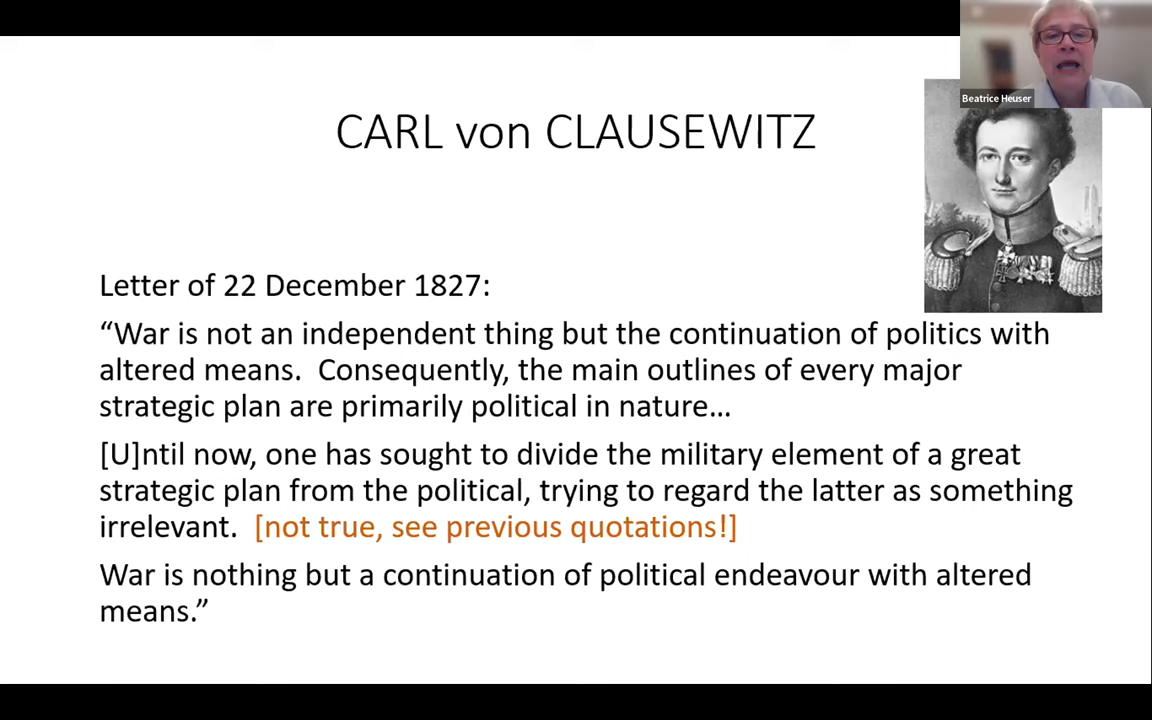 Beatrice Heuser
CARL von CLAUSEWITZ
Letter of 22 December 1827:
“War is not an independent thing but the continuation of politics with
altered means.  Consequently, the main outlines of every major
strategic plan are primarily political in nature…
[U]ntil now, one has sought to divide the military element of a great
strategic plan from the political, trying to regard the latter as something
irrelevant.  [not true, see previous quotations!]
War is nothing but a continuation of political endeavour with altered
means.”